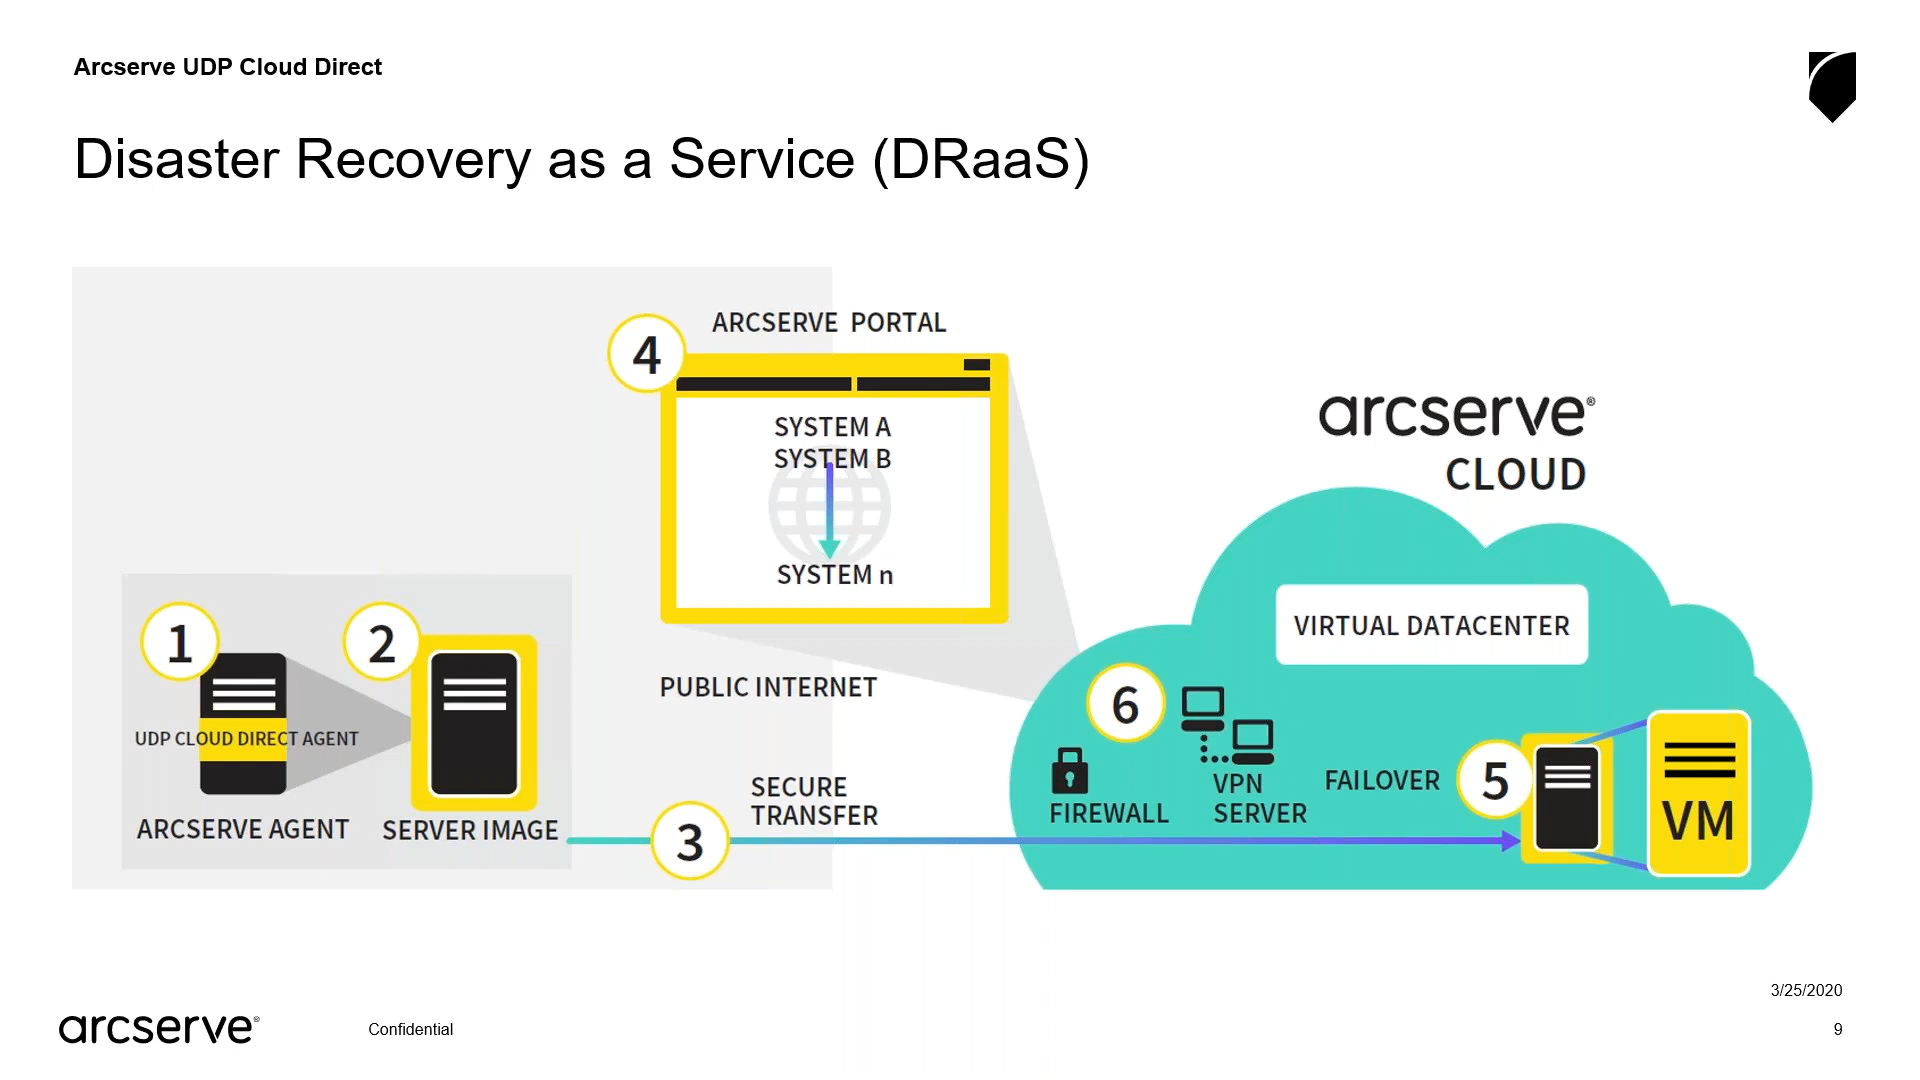 Arcserve UDP Cloud Direct
Disaster Recovery as a Service (DRaaS)
ARCSERVE PORTAL
4
SYSTEM A
SYSTEM B
SYSTEM n
arcserve®
CLOUD
VIRTUAL DATACENTER
1
2
UDP CLOUD DIRECT AGENT
ARCSERVE AGENT
SERVER IMAGE
PUBLIC INTERNET
3
SECURE
TRANSFER
6
FIREWALL
VPN
SERVER
FAILOVER
5
VM
3/25/2020
arcserve®
Confidential
9